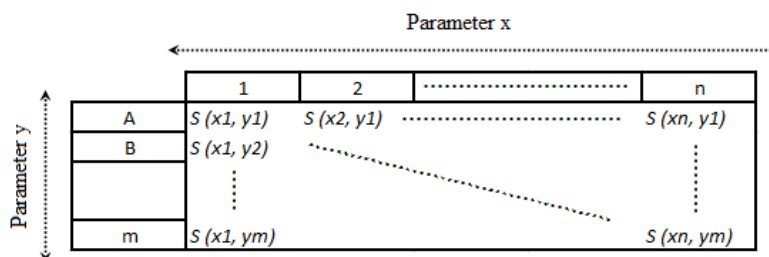 Parameter x
1 2 n
Parameter y
A S (x1, y1) S (x2, y1) S (xn, y1)
B S (x1, y2)
m S (x1, ym) S (xn, ym)